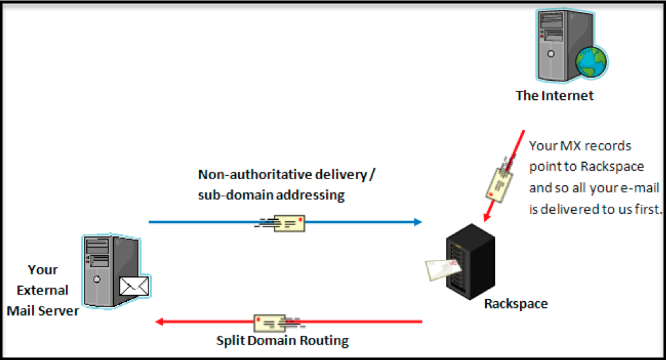 The Internet
Your MX records
point to Rackspace
and so all your e-mail
is delivered to us first.
Non-authoritative delivery /
sub-domain addressing
Your
External
Mail Server
Rackspace
Split Domain Routing